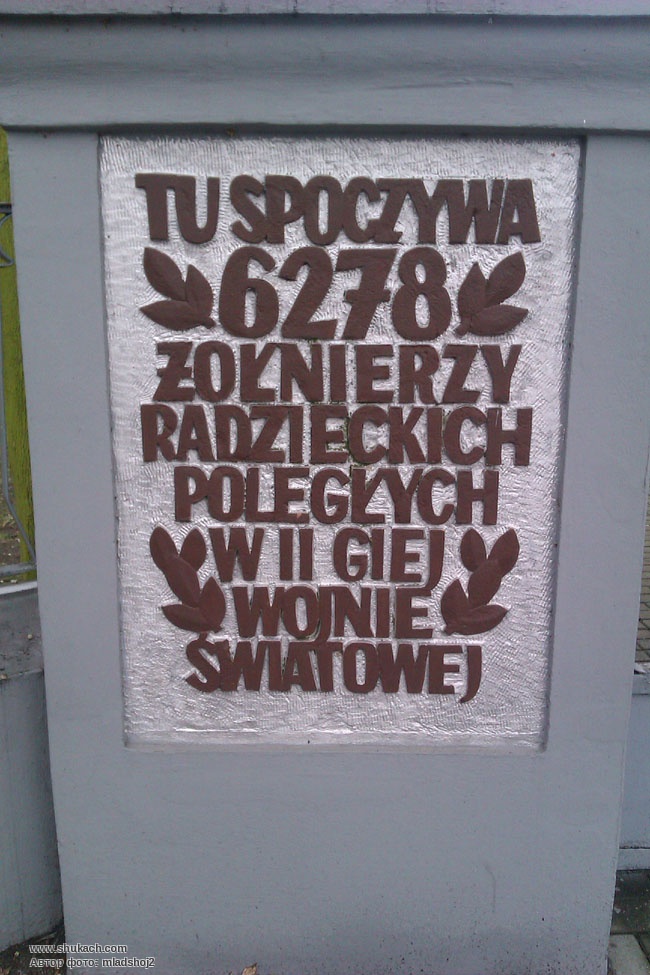 TU SPOCZYWA
6278
ŻOŁNIERZY
RADZIECKICH
POLEGŁYCH
W II GIEJ
WOJNIE
ŚWIATOWEJ
www.shukach.com
Автор фото: mladshoj2